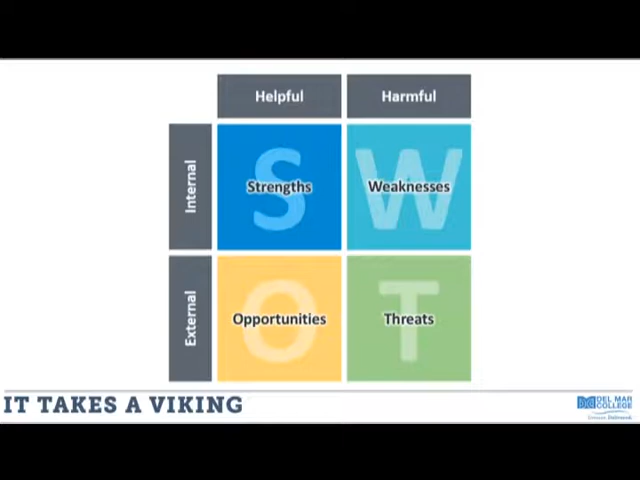 Helpful
Harmful
Internal
S
Strengths
W
Weaknesses
External
O
Opportunities
T
Threats
IT TAKES A VIKING
DEL MAR
COLLEGE